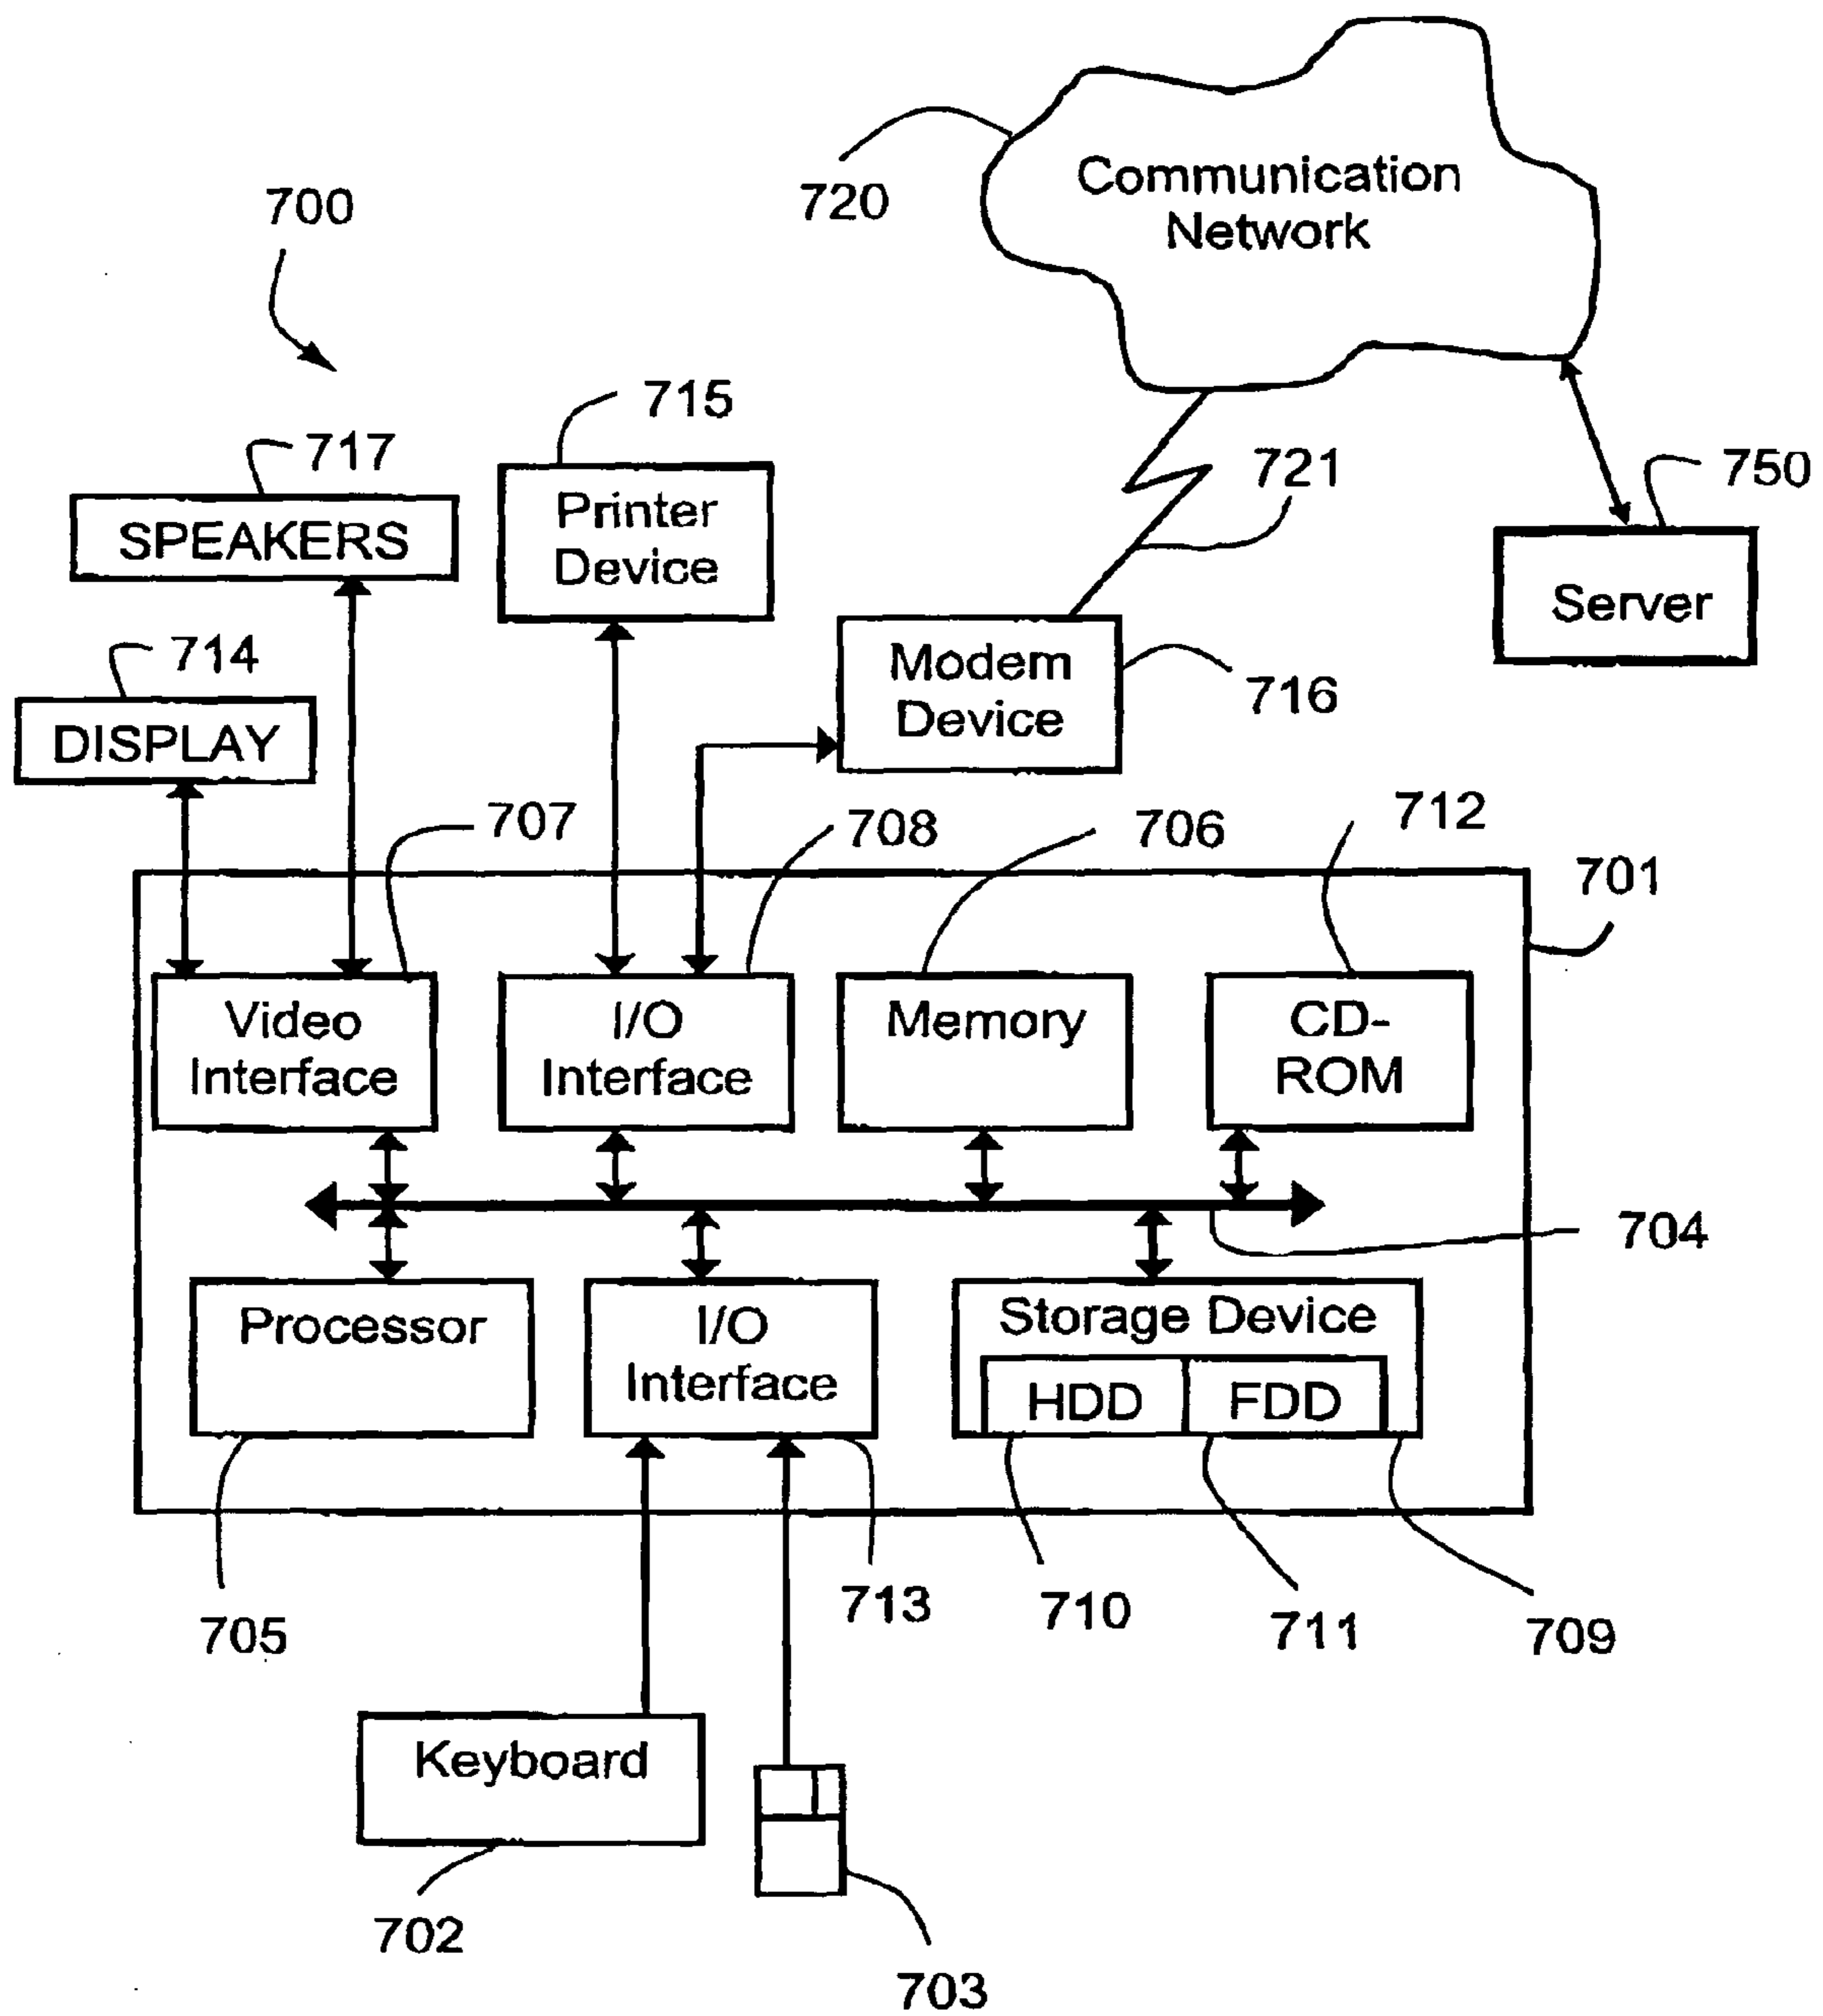 Communication
Network
720
700
715
717
721
750
Printer
Device
SPEAKERS
Server
714
Modem
Device
716
DISPLAY
707
708
706
712
701
Video
Interface
I/O
Interface
Memory
CD-
ROM
704
Processor
I/O
Interface
Storage Device
HDD
FDD
705
713
710
711
709
Keyboard
702
703